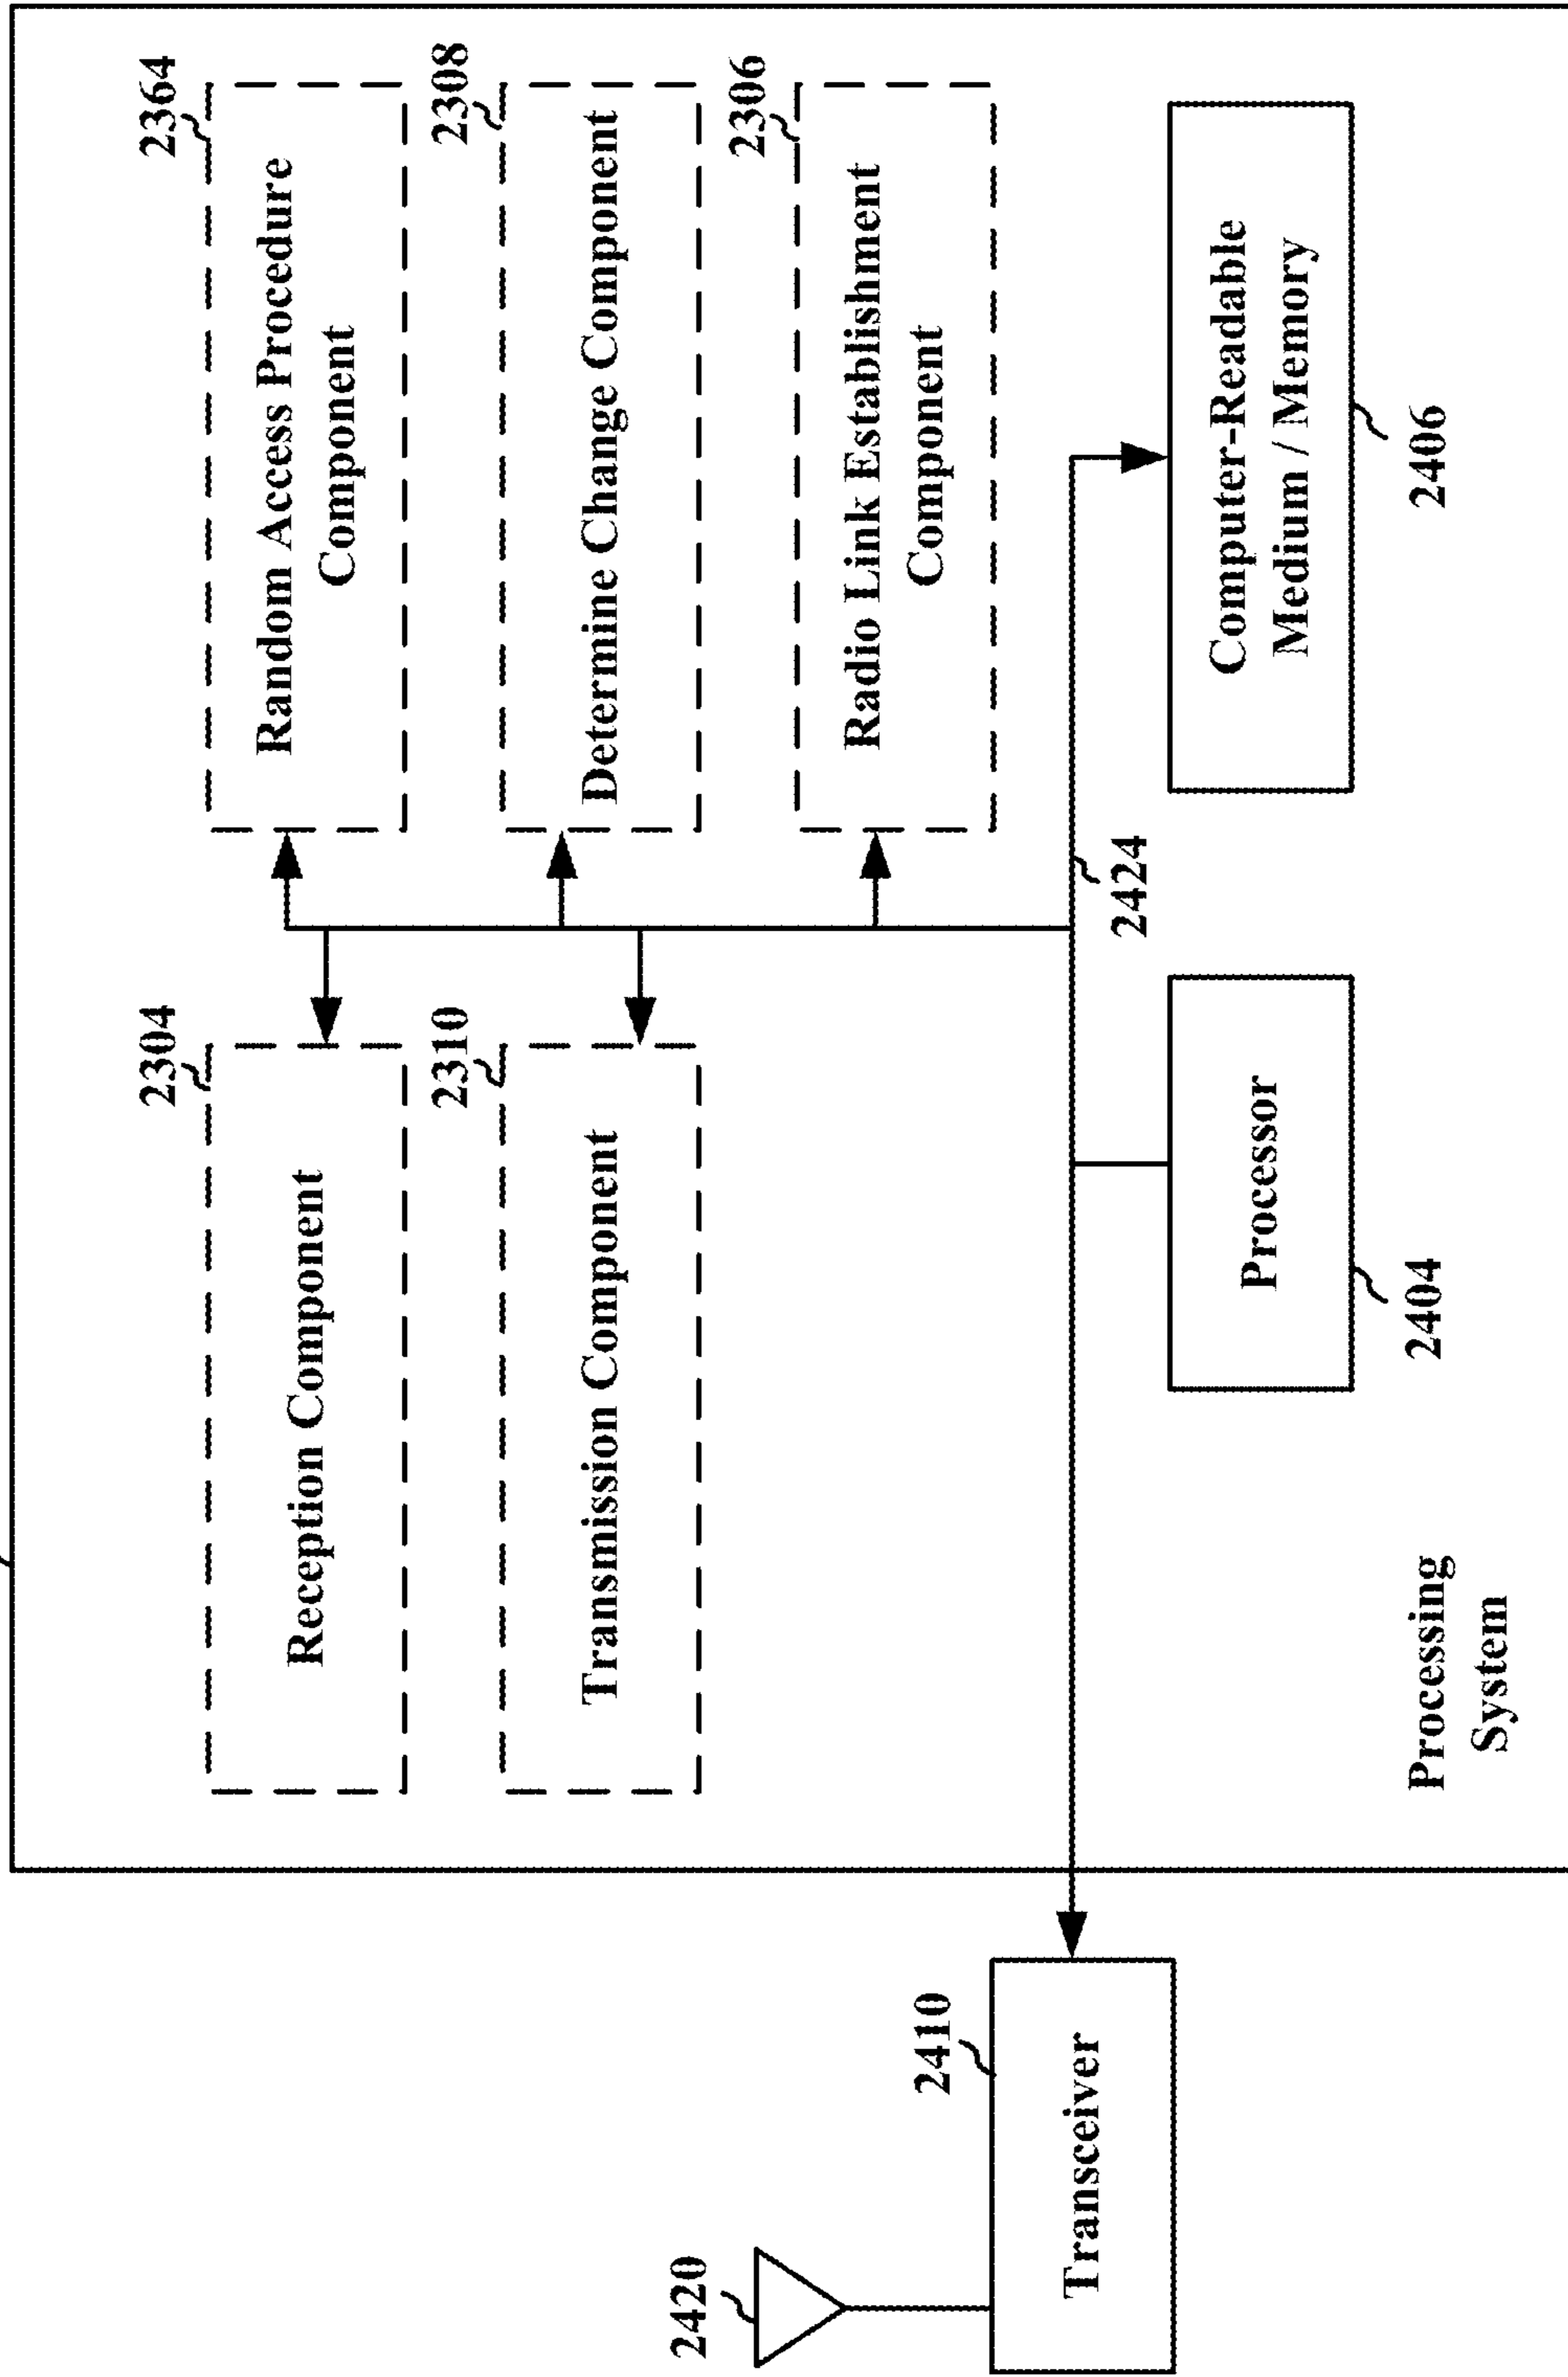 2304
Reception Component
2364
Random Access Procedure
Component
2310
Transmission Component
2308
Determine Change Component
2306
Radio Link Establishment
Component
2420
2410
Transceiver
2424
Processor
2404
Computer-Readable
Medium / Memory
2406
Processing
System